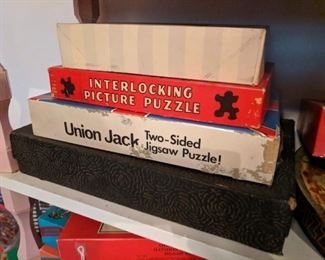 INTERLOCKING
PICTURE PUZZLE
Union Jack Two-Sided
Jigsaw Puzzle!